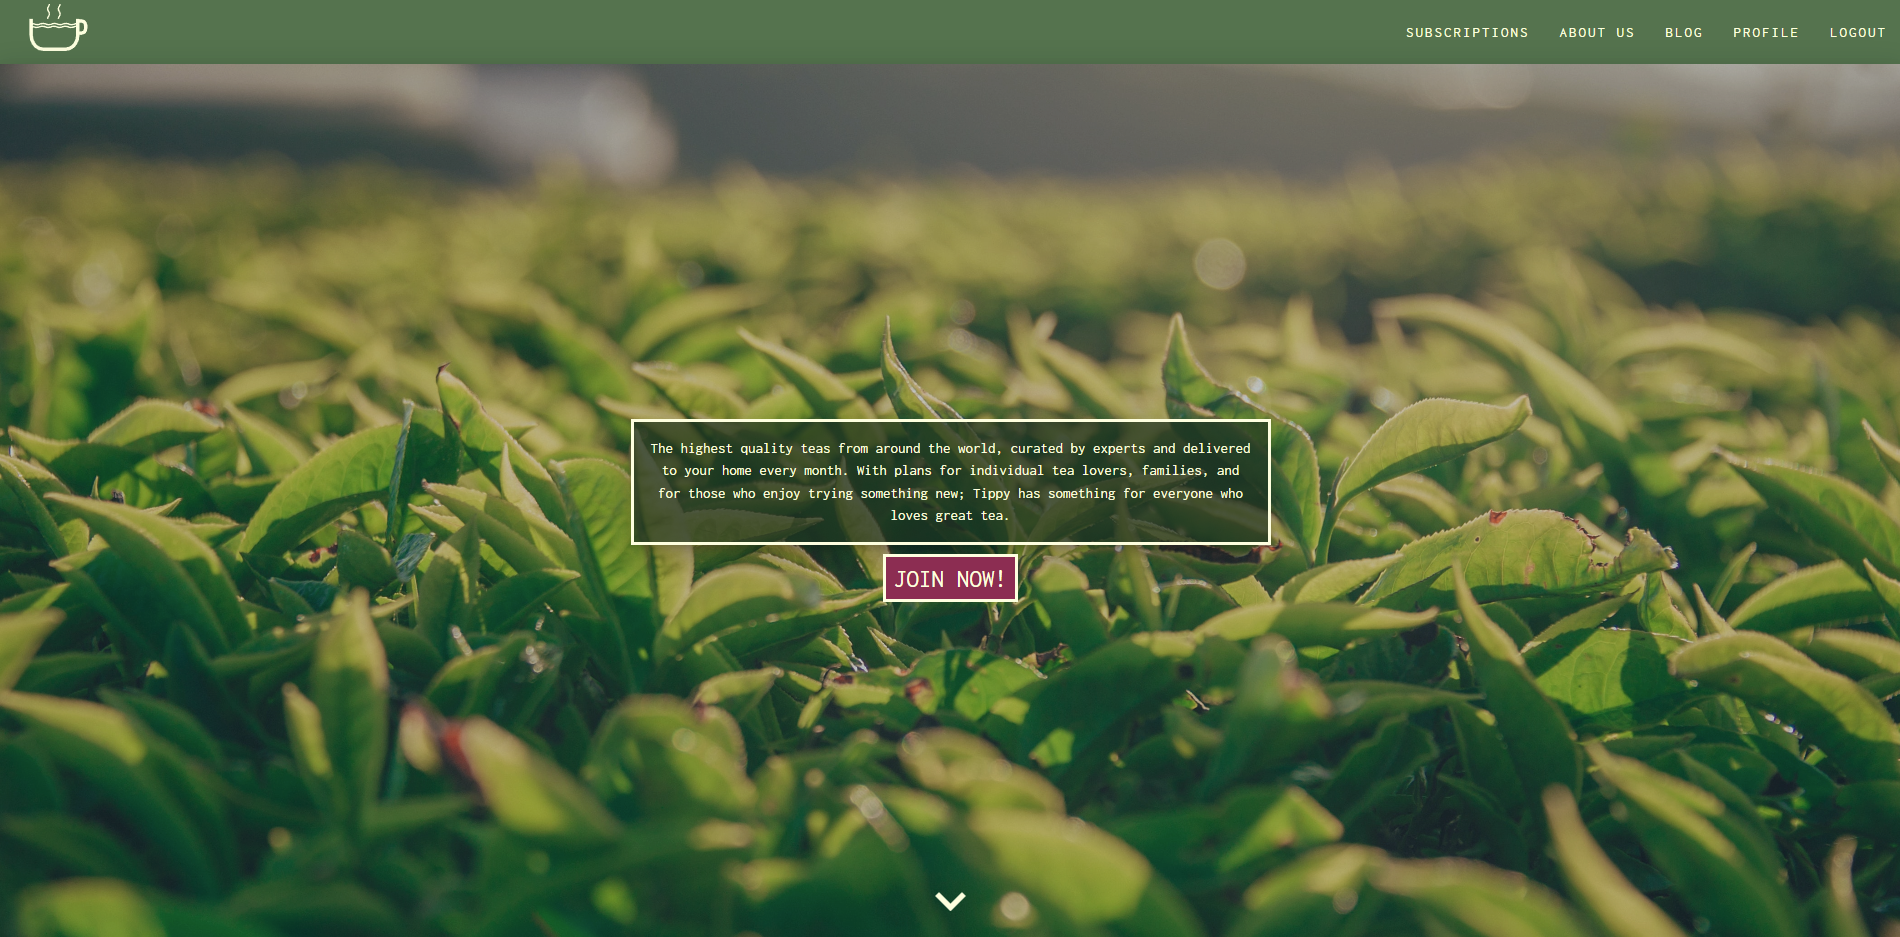 SUBSCRIPTIONS ABOUT US BLOG PROFILE LOGOUT
The highest quality teas from around the world, curated by experts and delivered
to your home every month. With plans for individual tea lovers, families, and
for those who enjoy trying something new; Tippy has something for everyone who
loves great tea.
JOIN NOW!